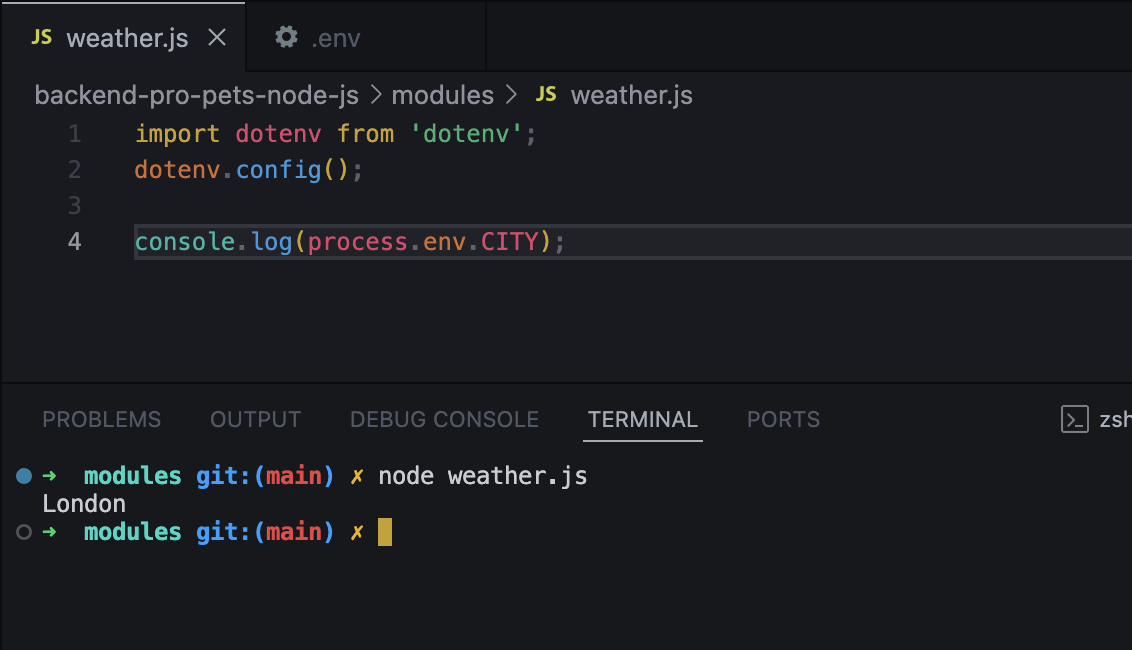 JS weather.js .env
backend-pro-pets-node-js > modules > JS weather.js
1 import dotenv from 'dotenv';
2 dotenv.config();
3
4 console.log(process.env.CITY);
PROBLEMS OUTPUT DEBUG CONSOLE TERMINAL PORTS zsh
➜ modules git:(main) ✗ node weather.js
London
➜ modules git:(main) ✗